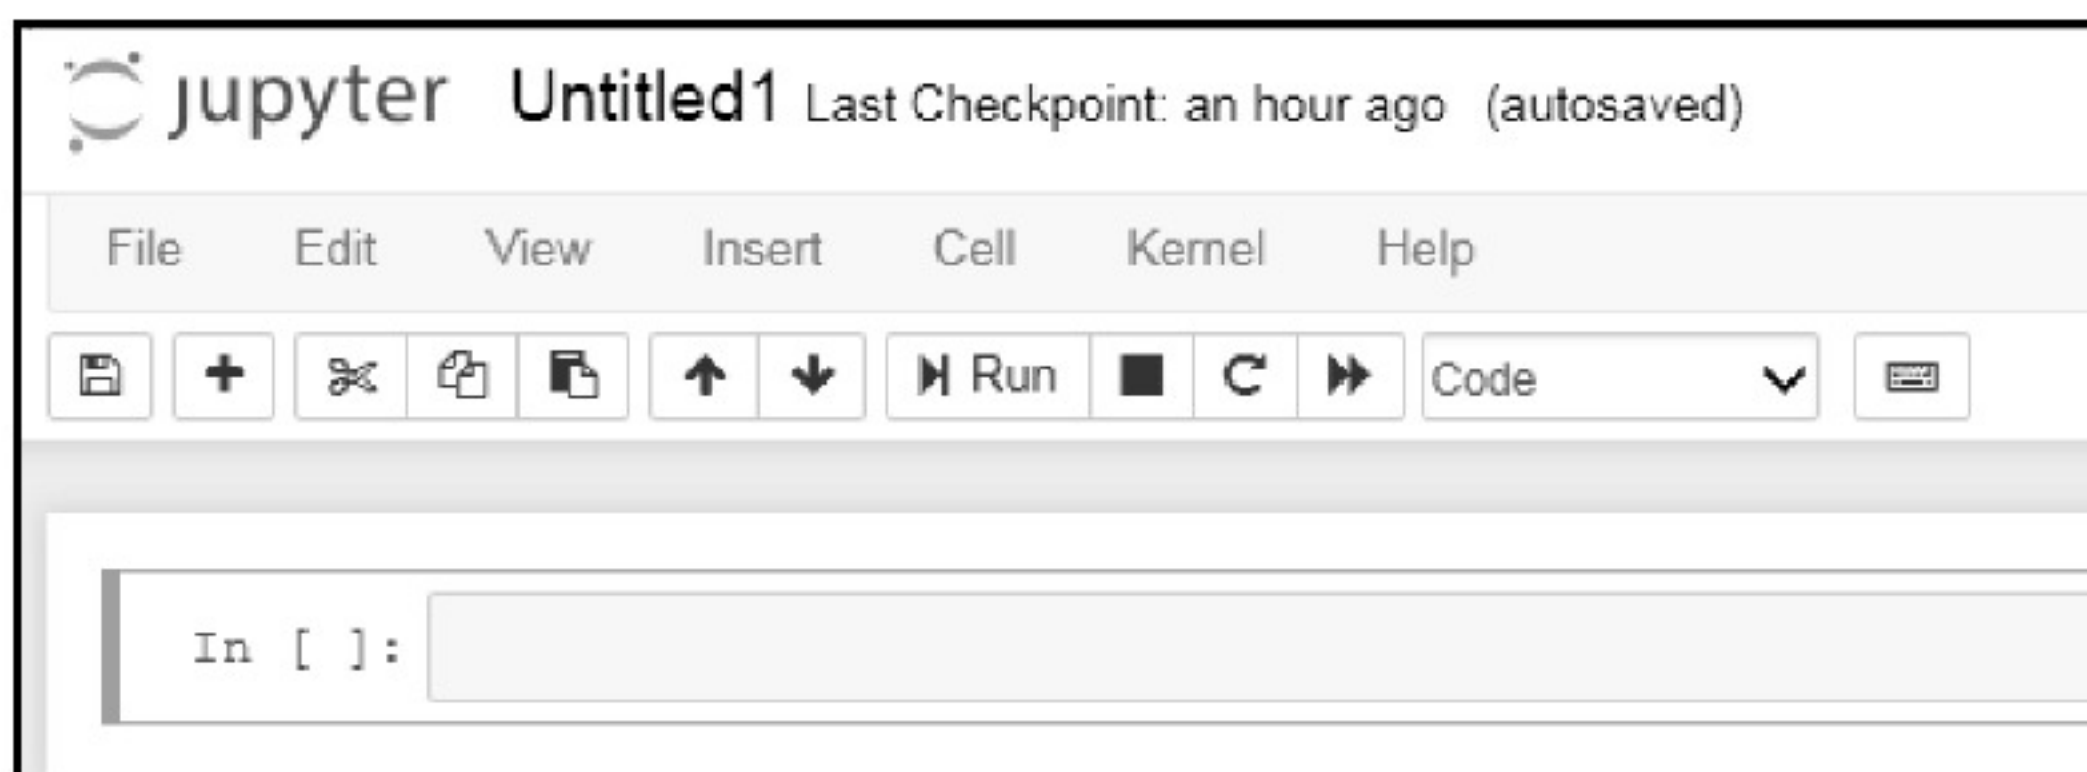 jupyter Untitled1 Last Checkpoint: an hour ago (autosaved)
File Edit View Insert Cell Kernel Help
Run Code
In [ ]: